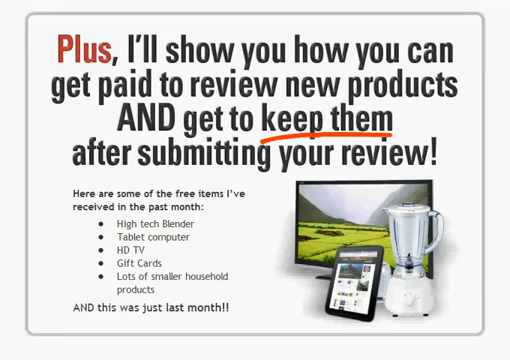 Plus, I'll show you how you can
get paid to review new products
AND get to keep them
after submitting your review!
Here are some of the free items I've
received in the past month:
● High tech Blender
● Tablet computer
● HD TV
● Gift Cards
● Lots of smaller household
products
AND this was just last month!!